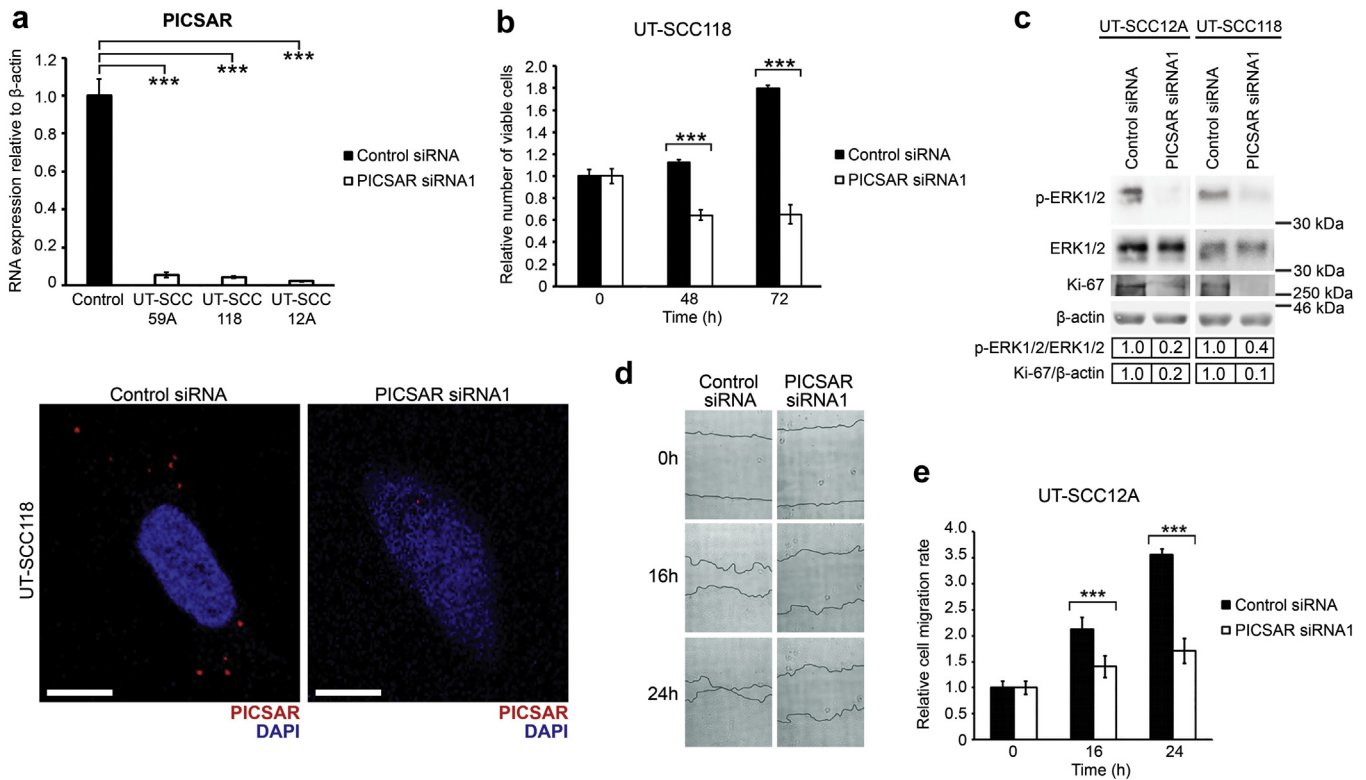 a
PICSAR
***
***
***
RNA expression relative to β-actin
1.2
1.0
0.8
0.6
0.4
0.2
0
Control
UT-SCC
59A
UT-SCC
118
UT-SCC
12A
Control siRNA
PICSAR siRNA1
b
UT-SCC118
Relative number of viable cells
2.0
1.8
1.6
1.4
1.2
1.0
0.8
0.6
0.4
0.2
0
***
***
0
48
72
Time (h)
Control siRNA
PICSAR siRNA1
c
UT-SCC12A
UT-SCC118
Control siRNA
PICSAR siRNA1
Control siRNA
PICSAR siRNA1
p-ERK1/2
30 kDa
ERK1/2
30 kDa
Ki-67
250 kDa
46 kDa
β-actin
p-ERK1/2/ERK1/2 1.0 0.2 1.0 0.4
Ki-67/β-actin 1.0 0.2 1.0 0.1
Control siRNA
PICSAR siRNA1
UT-SCC118
PICSAR
DAPI
PICSAR
DAPI
d
Control
siRNA
PICSAR
siRNA1
0h
16h
24h
e
UT-SCC12A
Relative cell migration rate
4.0
3.5
3.0
2.5
2.0
1.5
1.0
0.5
0
***
***
0
16
24
Time (h)
Control siRNA
PICSAR siRNA1